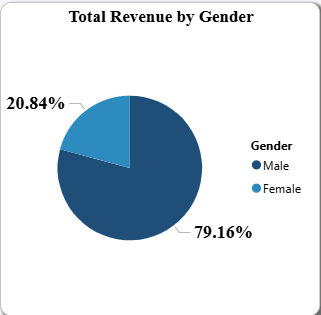 Total Revenue by Gender
20.84%
Gender
Male
Female
79.16%